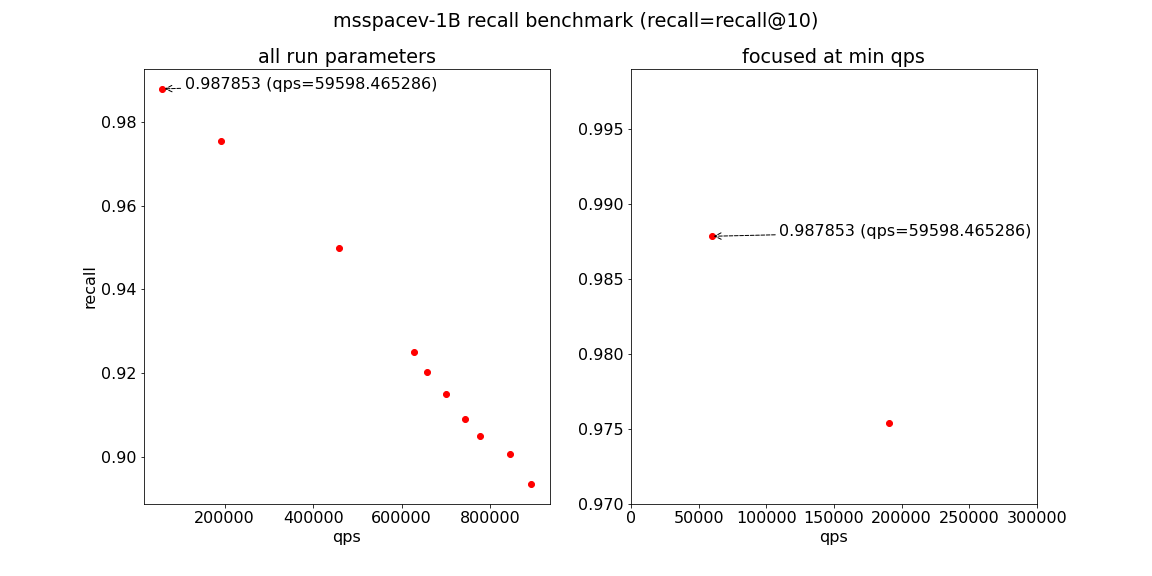 msspacev-1B recall benchmark (recall=recall@10)
all run parameters
0.987853 (qps=59598.465286)
0.98
0.96
0.94
0.92
0.90
recall
200000 400000 600000 800000
qps
focused at min qps
0.995
0.990
0.987853 (qps=59598.465286)
0.985
0.980
0.975
0.970
0 50000 100000 150000 200000 250000 300000
qps